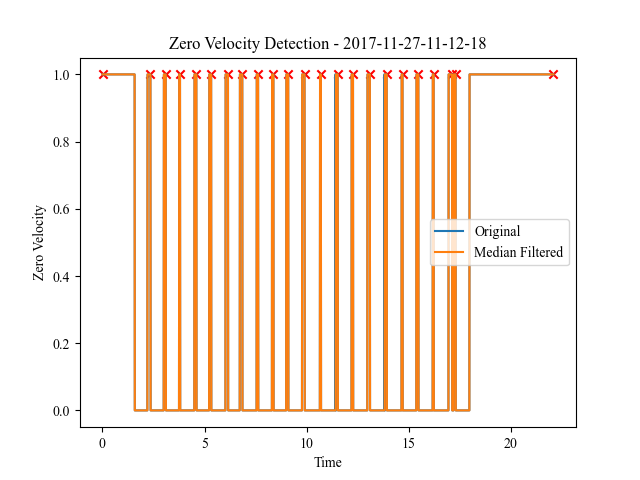 Zero Velocity Detection - 2017-11-27-11-12-18
1.0
0.8
0.6
0.4
0.2
0.0
Zero Velocity
Original
Median Filtered
0
5
10
15
20
Time